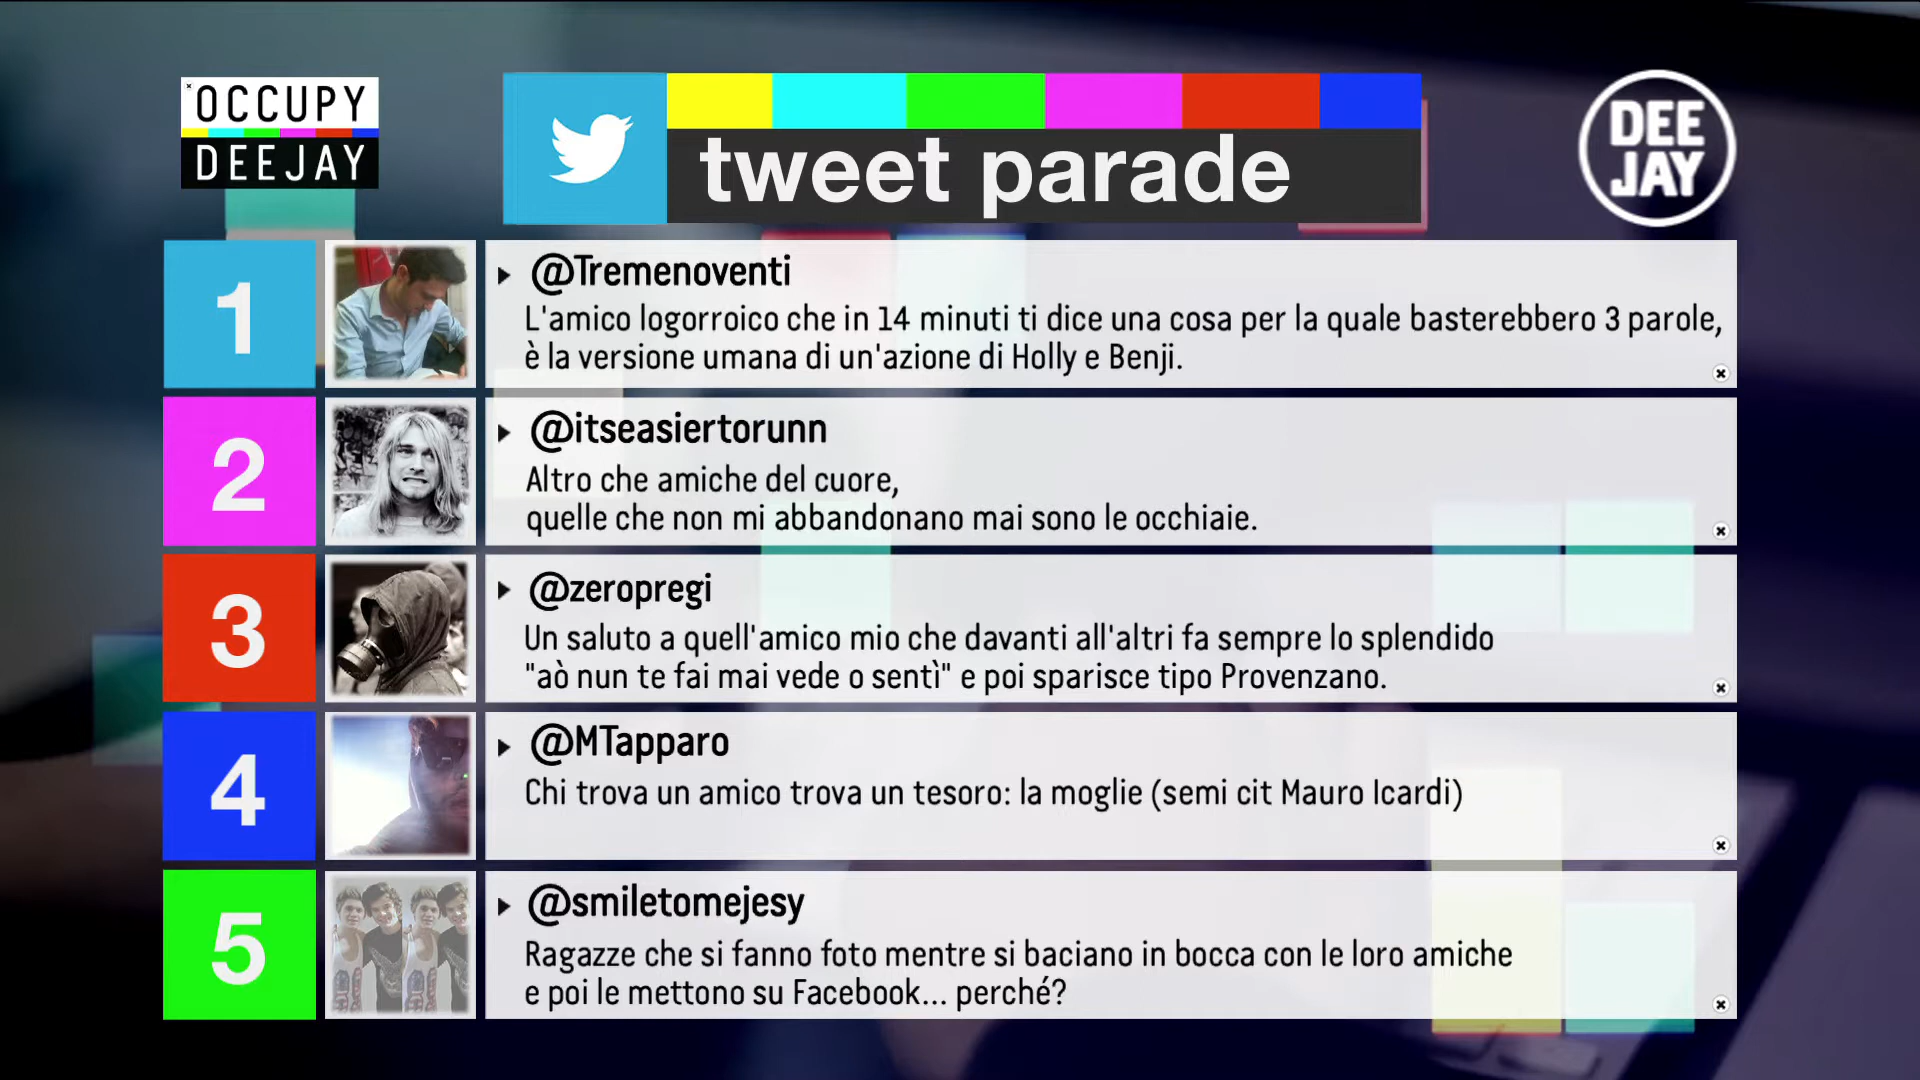 OCCUPY
DEEJAY
tweet parade
DEE
JAY
1
@Tremenoventi
L'amico logorroico che in 14 minuti ti dice una cosa per la quale basterebbero 3 parole,
è la versione umana di un'azione di Holly e Benji.
2
@itseasiertorunn
Altro che amiche del cuore,
quelle che non mi abbandonano mai sono le occhiaie.
3
@zeropregi
Un saluto a quell'amico mio che davanti all'altri fa sempre lo splendido
"aò nun te fai mai vede o sentì" e poi sparisce tipo Provenzano.
4
@MTapparo
Chi trova un amico trova un tesoro: la moglie (semi cit Mauro Icardi)
5
@smiletomejesy
Ragazze che si fanno foto mentre si baciano in bocca con le loro amiche
e poi le mettono su Facebook... perché?